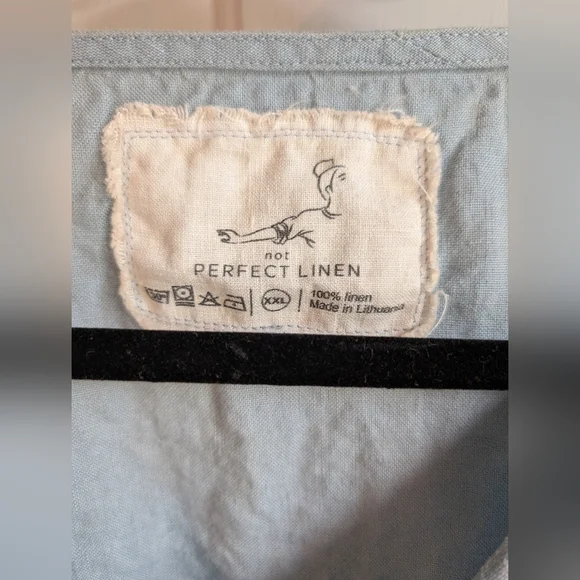 not
PERFECT LINEN
XXL
100% linen
Made in Lithuania